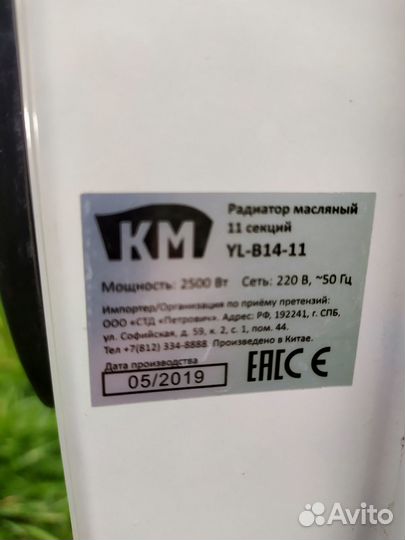 КМ
Радиатор масляный
11 секций
YL-B14-11
Мощность: 2500 Вт Сеть: 220 В, ~50 Гц
Импортер/Организация по приёму претензий:
ООО «СТД «Петрович». Адрес: РФ, 192241, г. СПБ,
ул. Софийская, д. 59, к. 2, с. 1, пом. 44.
Тел +7(812) 334-8888. Произведено в Китае.
Дата производства
05/2019
EAC CE
Avito